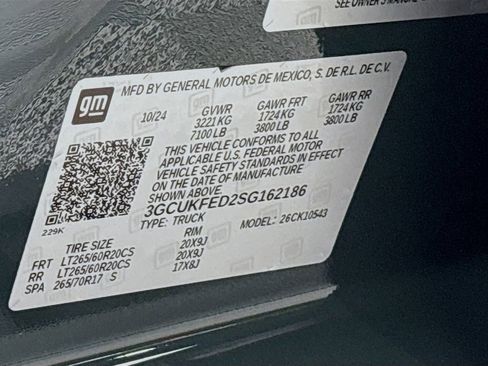 SEE OWNER'S MANUAL
gm
MFD BY GENERAL MOTORS DE MEXICO, S. DE R.L. DE C.V.
10/24 GVWR GAWR FRT GAWR RR
3221 KG 1724 KG 1724 KG
7100 LB 3800 LB 3800 LB
THIS VEHICLE CONFORMS TO ALL
APPLICABLE U.S. FEDERAL MOTOR
VEHICLE SAFETY STANDARDS IN EFFECT
ON THE DATE OF MANUFACTURE
SHOWN ABOVE.
3GCUKFED2SG162186
229K TYPE: TRUCK MODEL: 26CK10543
TIRE SIZE RIM
FRT LT265/60R20CS 20X9J
RR LT265/60R20CS 20X9J
SPA 265/70R17 S 17X8J